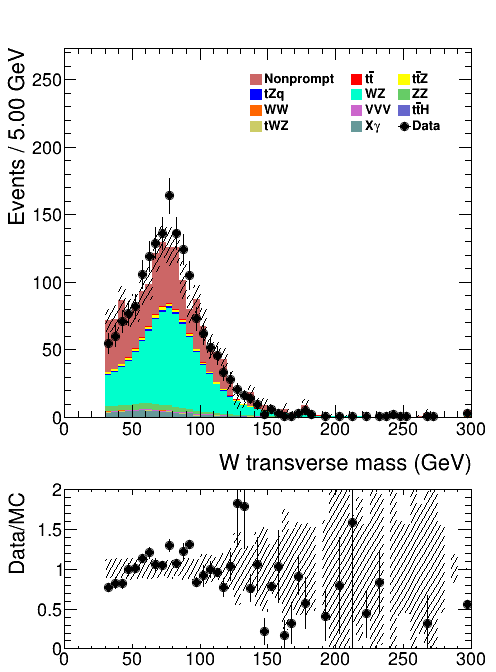 Events / 5.00 GeV
250
200
150
100
50
0
Nonprompt tt̄ tt̄Z
tZq WZ ZZ
WW VVV tt̄H
tWZ Xγ Data
0 50 100 150 200 250 300
W transverse mass (GeV)
Data/MC
2
1.5
1
0.5
0
0 50 100 150 200 250 300